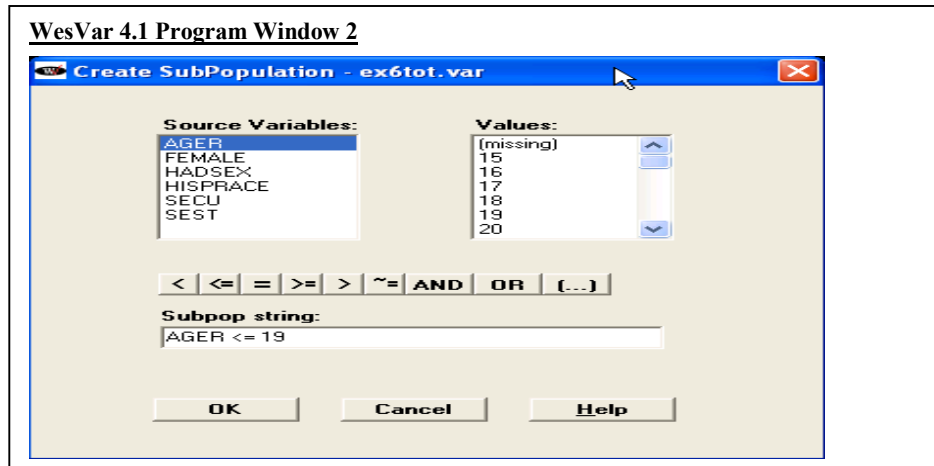 WesVar 4.1 Program Window 2
W Create SubPopulation - ex6tot.var
Source Variables: Values:
AGER
FEMALE
HADSEX
HISPRACE
SECU
SEST
(missing)
15
16
17
18
19
20
< <= = >= > ~= AND OR (...)
Subpop string:
AGER <= 19
OK Cancel Help